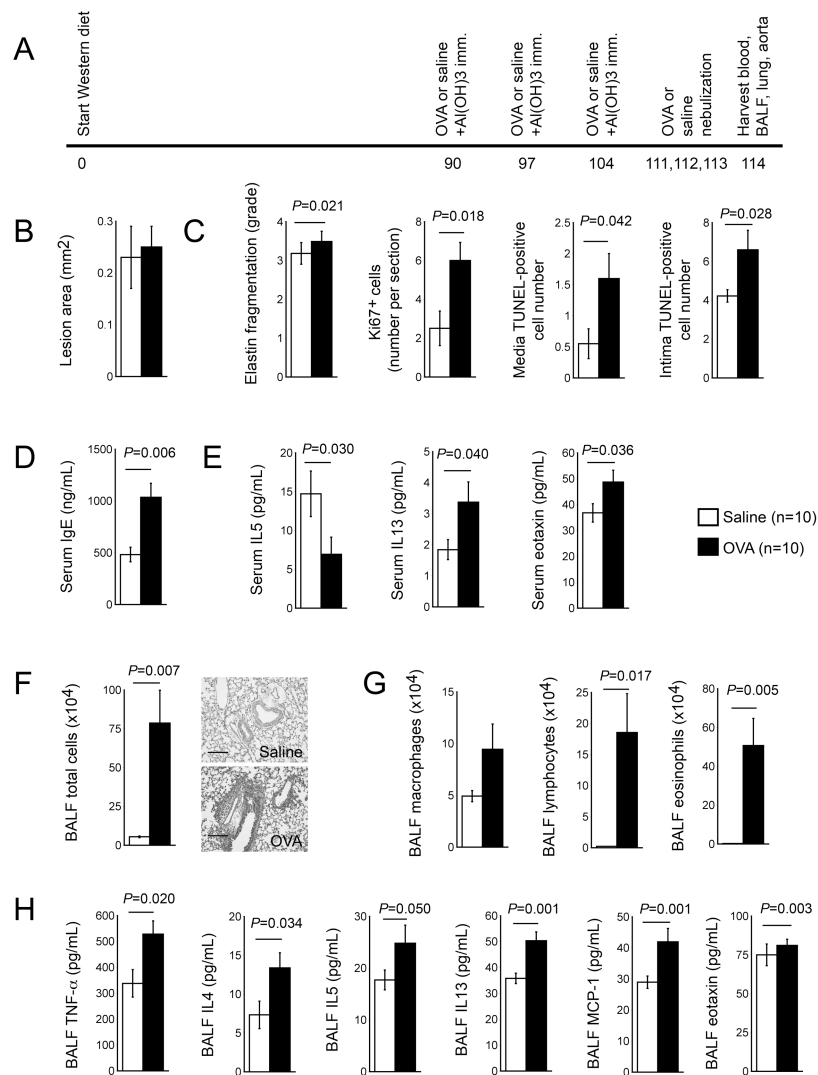 A
Start Western diet
OVA or saline
+Al(OH)3 imm.
OVA or saline
+Al(OH)3 imm.
OVA or saline
+Al(OH)3 imm.
OVA or
saline
nebulization
Harvest blood,
BALF, lung, aorta
0
90
97
104
111,112,113
114
B
Lesion area (mm2)
0.3
0.2
0.1
0
C
Elastin fragmentation (grade)
4
3
2
1
0
P=0.021
Ki67+ cells
(number per section)
8
6
4
2
0
P=0.018
Media TUNEL-positive
cell number
2.5
2
1.5
1
0.5
0
P=0.042
Intima TUNEL-positive
cell number
8
6
4
2
0
P=0.028
D
Serum IgE (ng/mL)
1500
1000
500
0
P=0.006
E
Serum IL5 (pg/mL)
20
15
10
5
0
P=0.030
Serum IL13 (pg/mL)
5
4
3
2
1
0
P=0.040
Serum eotaxin (pg/mL)
60
50
40
30
20
10
0
P=0.036
Saline (n=10)
OVA (n=10)
F
BALF total cells (x104)
100
75
50
25
0
P=0.007
Saline
OVA
G
BALF macrophages (x104)
15
10
5
0
BALF lymphocytes (x104)
25
20
15
10
5
0
P=0.017
BALF eosinophils (x104)
80
60
40
20
0
P=0.005
H
BALF TNF-α (pg/mL)
600
500
400
300
200
100
0
P=0.020
BALF IL4 (pg/mL)
20
15
10
5
0
P=0.034
BALF IL5 (pg/mL)
30
20
10
0
P=0.050
BALF IL13 (pg/mL)
60
50
40
30
20
10
0
P=0.001
BALF MCP-1 (pg/mL)
50
40
30
20
10
0
P=0.001
BALF eotaxin (pg/mL)
100
75
50
25
0
P=0.003